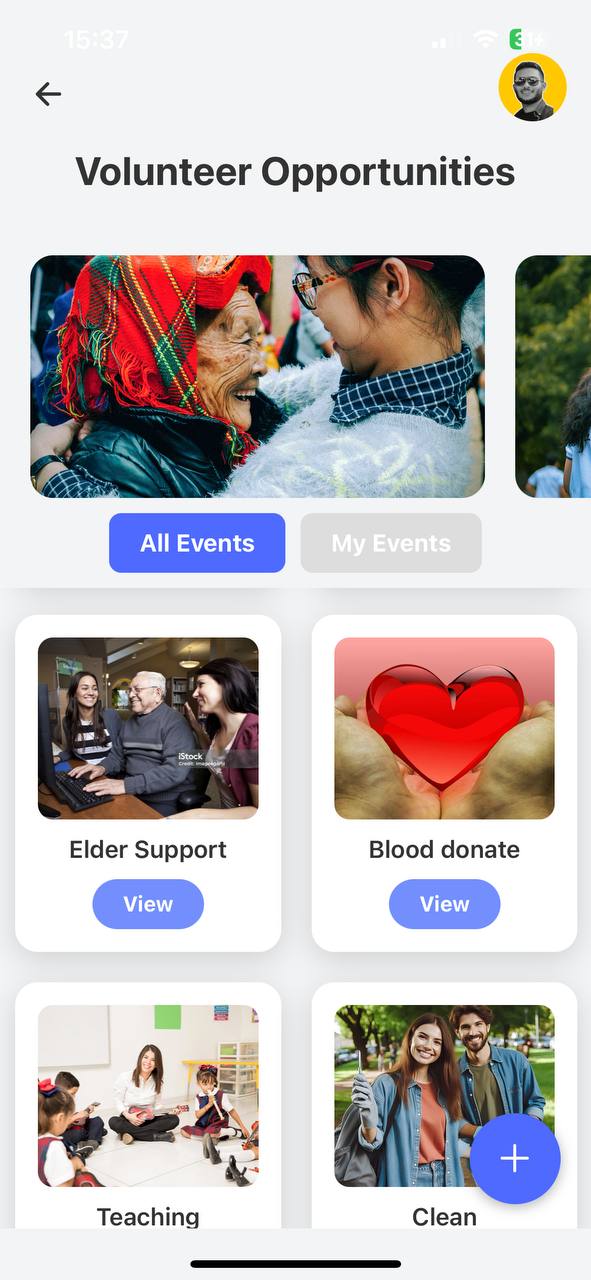 15:37
Volunteer Opportunities
All Events
My Events
iStock
Elder Support
Blood donate
View
View
Teaching
Clean